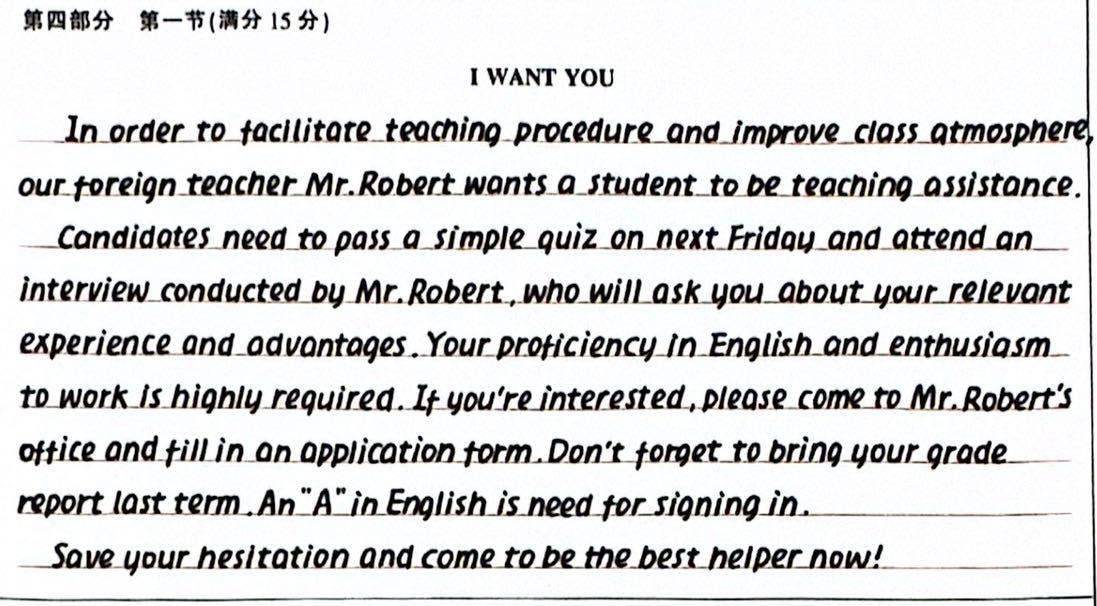 第四部分 第一节(满分 15 分)
I WANT YOU
In order to facilitate teaching procedure and improve class atmosphere,
our foreign teacher Mr.Robert wants a student to be teaching assistance.
Candidates need to pass a simple quiz on next Friday and attend an
interview conducted by Mr.Robert, who will ask you about your relevant
experience and advantages. Your proficiency in English and enthusiasm
to work is highly required. If you're interested, please come to Mr.Robert's
office and fill in an application form. Don't forget to bring your grade
report last term. An "A" in English is need for signing in.
Save your hesitation and come to be the best helper now!